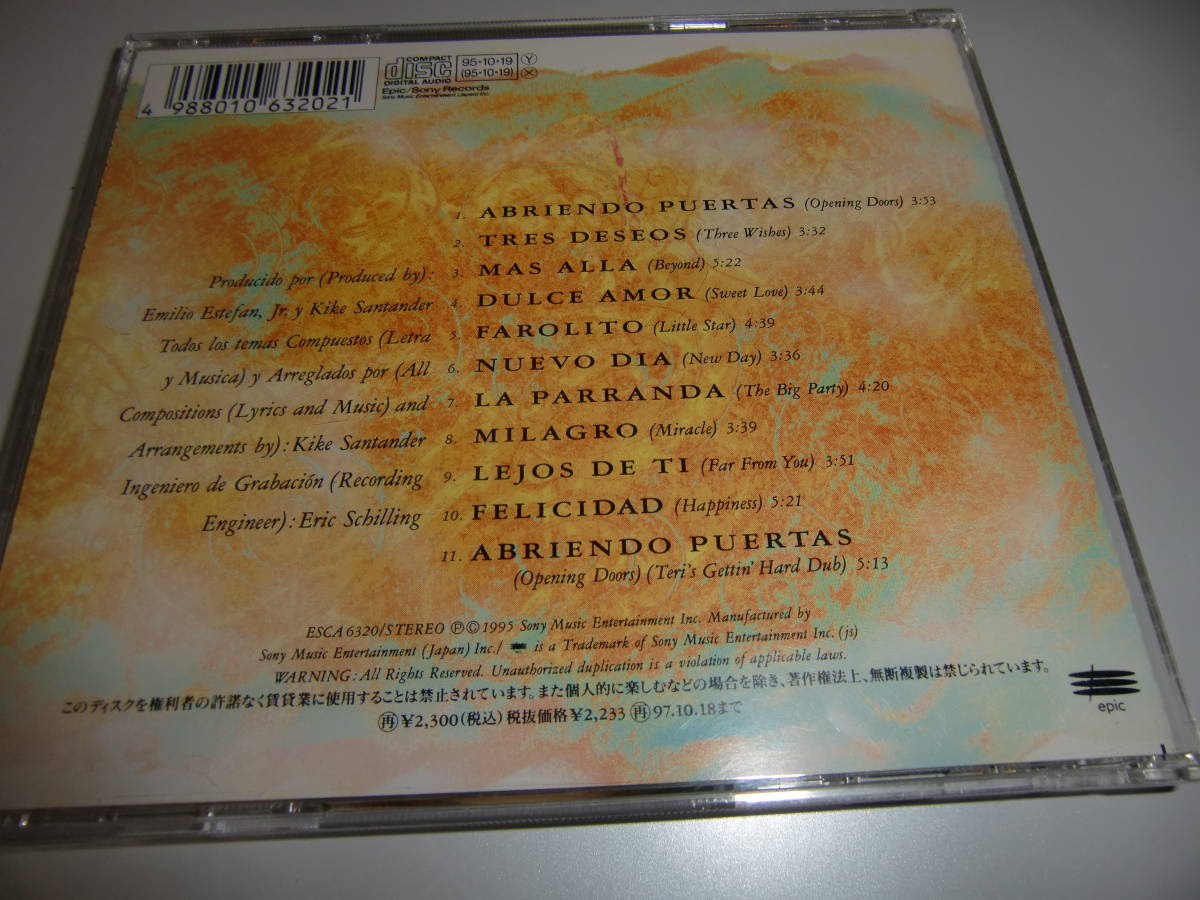 4 988010 632021
COMPACT
disc
DIGITAL AUDIO
Epic/Sony Records
Sony Music Entertainment (Japan) Inc.
95・10・19 Y
(95・10・19) X
1. ABRIENDO PUERTAS (Opening Doors) 3:53
2. TRES DESEOS (Three Wishes) 3:32
3. MAS ALLA (Beyond) 5:22
4. DULCE AMOR (Sweet Love) 3:44
5. FAROLITO (Little Star) 4:39
6. NUEVO DIA (New Day) 3:36
7. LA PARRANDA (The Big Party) 4:20
8. MILAGRO (Miracle) 3:39
9. LEJOS DE TI (Far From You) 3:51
10. FELICIDAD (Happiness) 5:21
11. ABRIENDO PUERTAS
(Opening Doors) (Teri's Gettin' Hard Dub) 5:13
Producido por (Produced by):
Emilio Estefan, Jr. y Kike Santander
Todos los temas Compuestos (Letra
y Musica) y Arreglados por (All
Compositions (Lyrics and Music) and
Arrangements by): Kike Santander
Ingeniero de Grabación (Recording
Engineer): Eric Schilling
ESCA 6320/STEREO ℗©1995 Sony Music Entertainment Inc. Manufactured by
Sony Music Entertainment (Japan) Inc./ is a Trademark of Sony Music Entertainment Inc. (js)
WARNING: All Rights Reserved. Unauthorized duplication is a violation of applicable laws.
このディスクを権利者の許諾なく賃貸業に使用することは禁止されています。また個人的に楽しむなどの場合を除き、著作権法上、無断複製は禁じられています。
再¥2,300(税込)税抜価格¥2,233 再97.10.18まで
epic